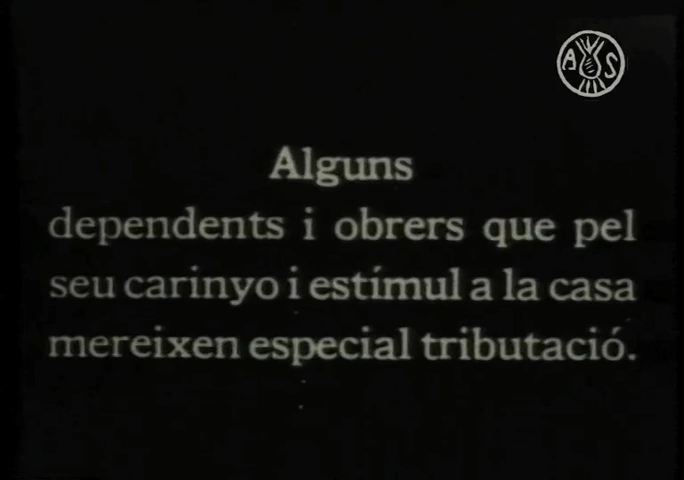 A S
Alguns
dependents i obrers que pel
seu carinyo i estímul a la casa
mereixen especial tributació.